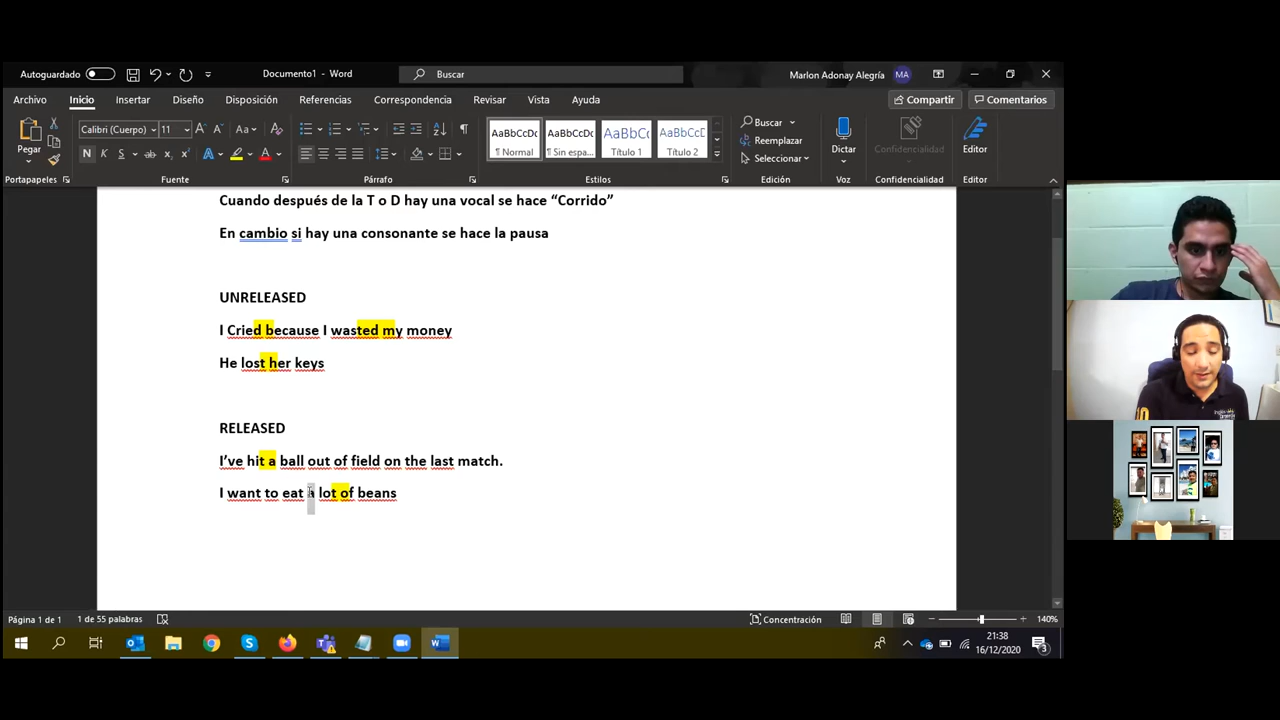 Autoguardado
Documento1 - Word
Buscar
Marlon Adonay Alegría
MA
Archivo Inicio Insertar Diseño Disposición Referencias Correspondencia Revisar Vista Ayuda
Compartir Comentarios
Pegar
Calibri (Cuerpo) 11
Aa
N K S ab x₂ x² A A
AaBbCcDc AaBbCcDc AaBbCc AaBbCcD
¶ Normal ¶ Sin espa... Título 1 Título 2
Buscar
Reemplazar
Seleccionar
Dictar
Confidencialidad
Editor
Portapapeles Fuente Párrafo Estilos Edición Voz Confidencialidad Editor
Cuando después de la T o D hay una vocal se hace “Corrido”
En cambio si hay una consonante se hace la pausa
UNRELEASED
I Cried because I wasted my money
He lost her keys
RELEASED
I’ve hit a ball out of field on the last match.
I want to eat a lot of beans
Página 1 de 1 1 de 55 palabras
Concentración
140%
21:38
16/12/2020
3